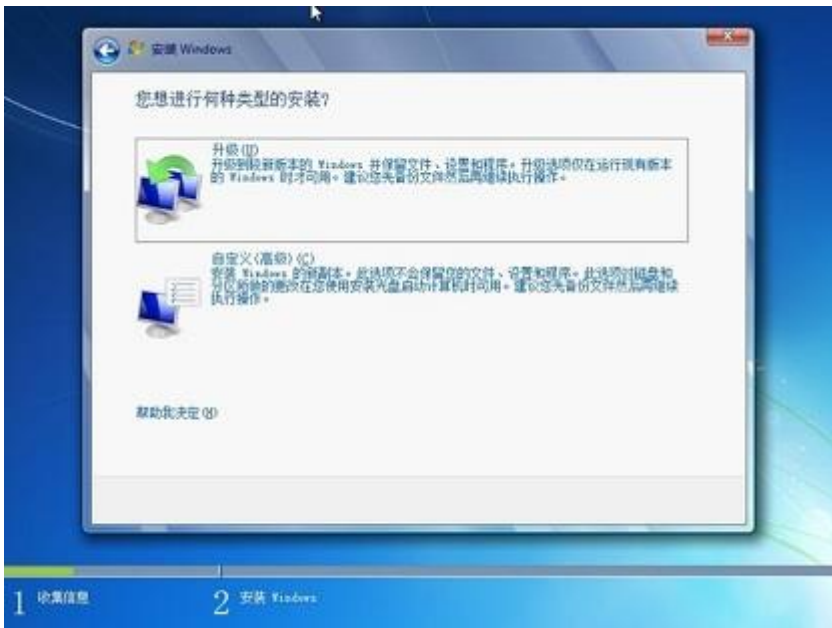 安装 Windows
您想进行何种类型的安装?
升级(U)
升级到较新版本的 Windows 并保留文件、设置和程序。升级选项仅在运行现有版本
的 Windows 时才可用。建议您先备份文件然后再继续执行操作。
自定义(高级)(C)
安装 Windows 的新副本。此选项不会保留您的文件、设置和程序。此选项对磁盘和
分区所做的更改在您使用安装光盘启动计算机时可用。建议您先备份文件然后再继续
执行操作。
帮助我决定(H)
1 收集信息
2 安装 Windows